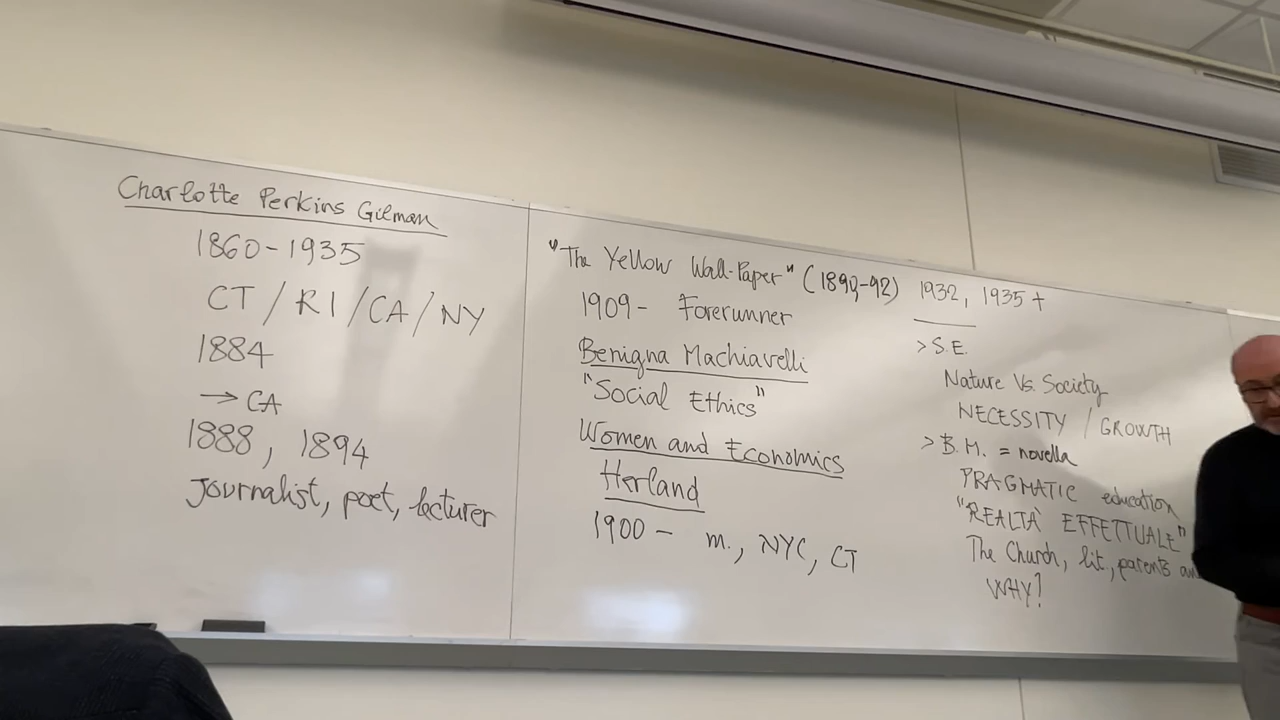 Charlotte Perkins Gilman
1860-1935
CT / RI / CA / NY
1884
→ CA
1888, 1894
Journalist, poet, lecturer
"The Yellow Wall-Paper" (1890-92)
1909- Forerunner
Benigna Machiavelli
"Social Ethics"
Women and Economics
Herland
1900- m., NYC, CT
1932, 1935+
> S.E.
Nature Vs. Society
NECESSITY / GROWTH
> B.M. = novella
PRAGMATIC education
"REALTÀ EFFETTUALE"
The Church, lit., parents
WHY?